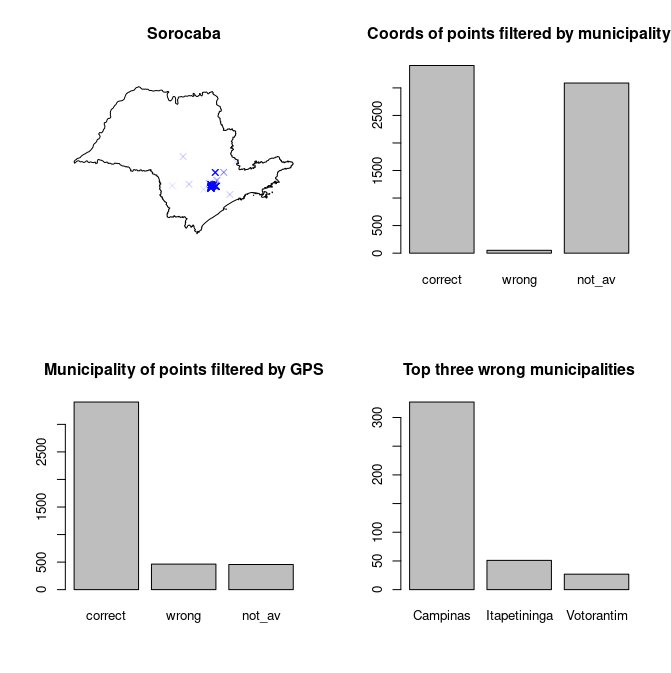 Sorocaba
Coords of points filtered by municipality
0 500 1500 2500
correct wrong not_av
Municipality of points filtered by GPS
0 500 1500 2500
correct wrong not_av
Top three wrong municipalities
0 50 100 200 300
Campinas Itapetininga Votorantim